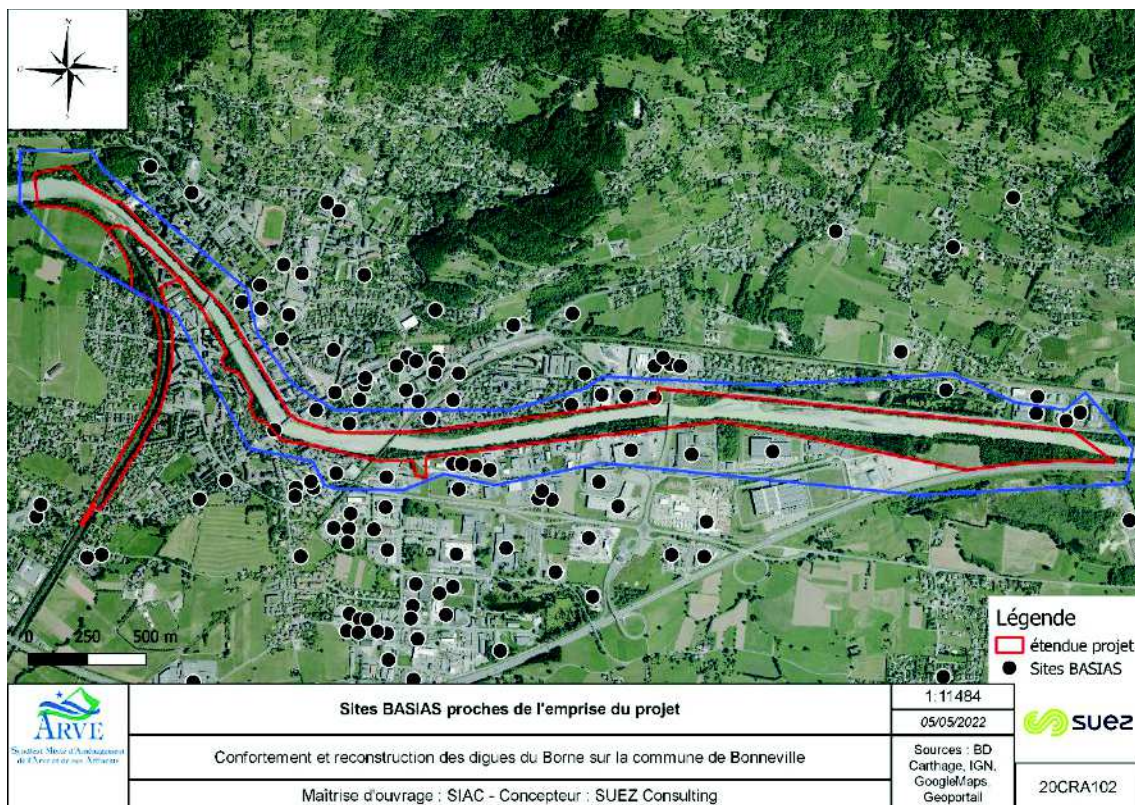 N
O
S
0 250 500 m
Légende
étendue projet
Sites BASIAS
ARVE
Syndicat Mixte d'Aménagement
de l'Arve et de ses Affluents
Sites BASIAS proches de l'emprise du projet
Confortement et reconstruction des digues du Borne sur la commune de Bonneville
Maîtrise d'ouvrage : SIAC - Concepteur : SUEZ Consulting
1:11484
05/05/2022
Sources : BD
Carthage, IGN,
GoogleMaps
Geoportail
suez
20CRA102